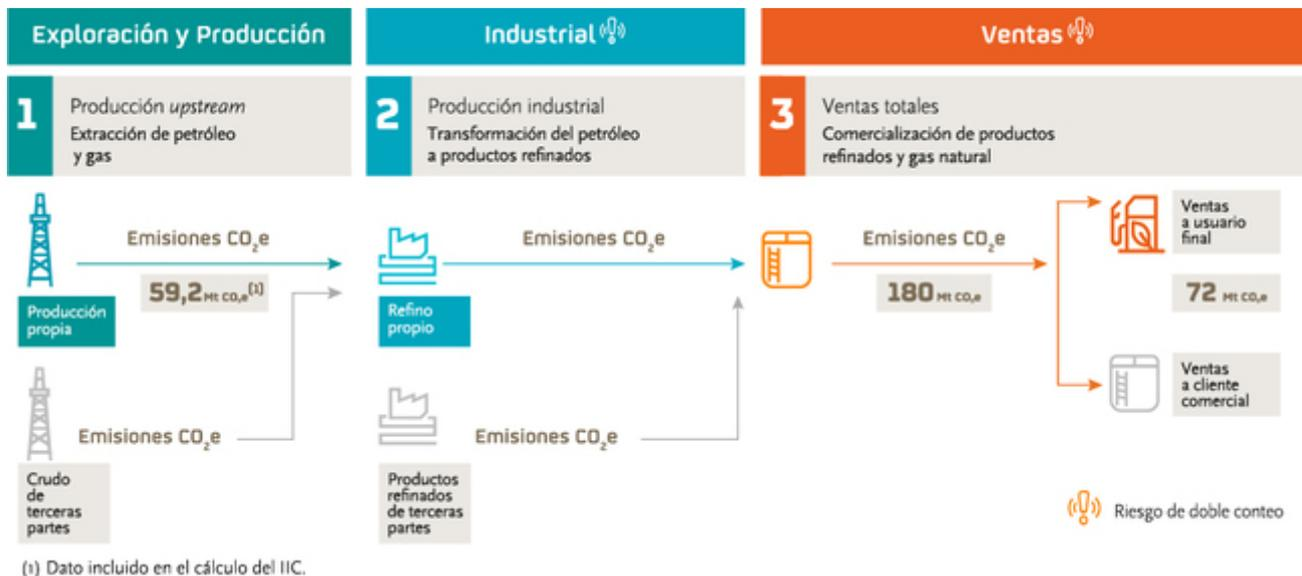 Exploración y Producción
Industrial
Ventas
1
Producción upstream
Extracción de petróleo
y gas
2
Producción industrial
Transformación del petróleo
a productos refinados
3
Ventas totales
Comercialización de productos
refinados y gas natural
Emisiones CO₂e
59,2 Mt CO₂e(1)
Producción
propia
Emisiones CO₂e
Crudo
de
terceras
partes
Emisiones CO₂e
Refino
propio
Emisiones CO₂e
Productos
refinados
de terceras
partes
Emisiones CO₂e
180 Mt CO₂e
Ventas
a usuario
final
72 Mt CO₂e
Ventas
a cliente
comercial
Riesgo de doble conteo
(1) Dato incluido en el cálculo del IIC.